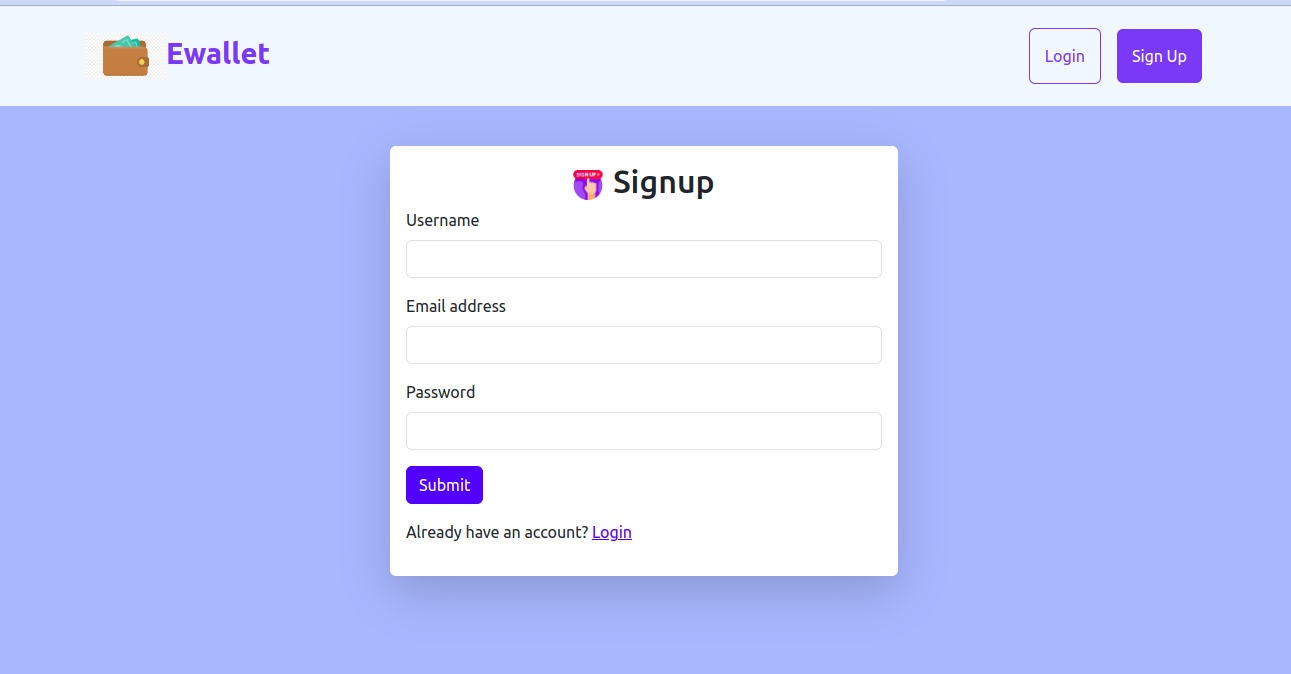 Ewallet
Login
Sign Up
SIGN UP
Signup
Username
Email address
Password
Submit
Already have an account? Login